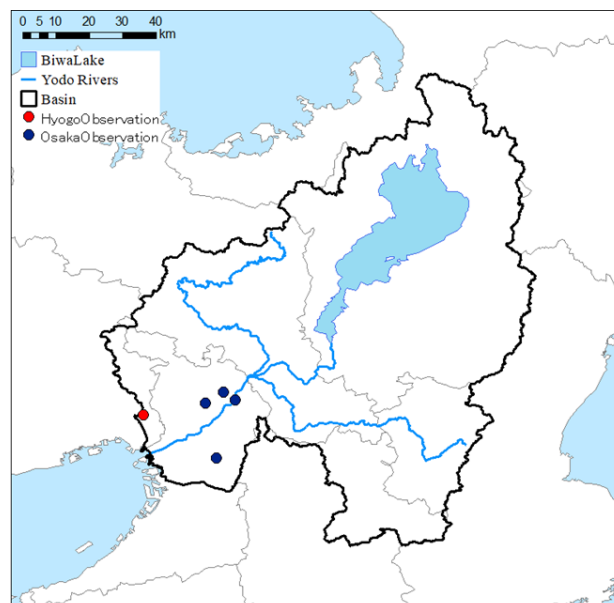 0 5 10 20 30 40
km
BiwaLake
Yodo Rivers
Basin
HyogoObservation
OsakaObservation